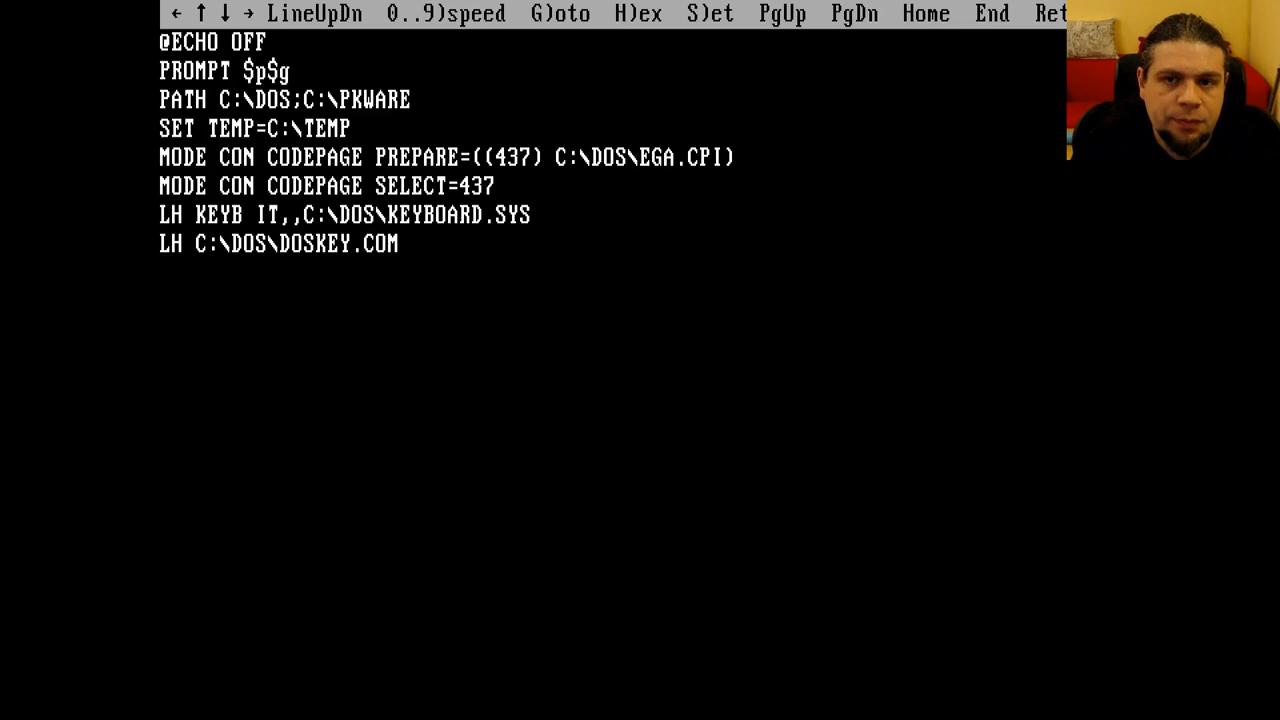 ← ↑ ↓ → LineUpDn 0..9)speed G)oto H)ex S)et PgUp PgDn Home End Ret
@ECHO OFF
PROMPT $p$g
PATH C:\DOS;C:\PKWARE
SET TEMP=C:\TEMP
MODE CON CODEPAGE PREPARE=((437) C:\DOS\EGA.CPI)
MODE CON CODEPAGE SELECT=437
LH KEYB IT,,C:\DOS\KEYBOARD.SYS
LH C:\DOS\DOSKEY.COM